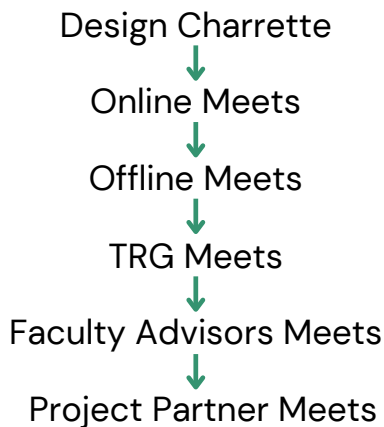 Design Charrette
Online Meets
Offline Meets
TRG Meets
Faculty Advisors Meets
Project Partner Meets